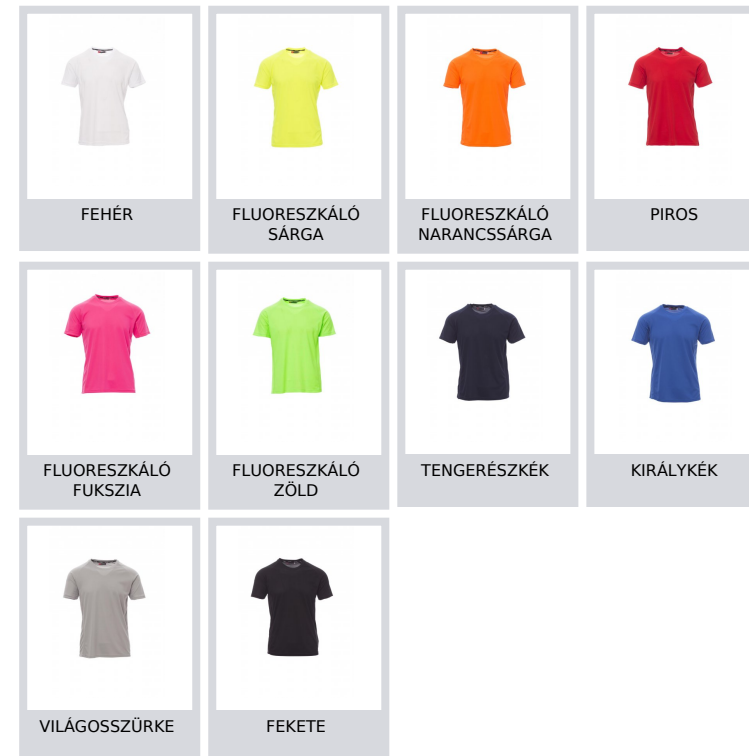 FEHÉR
FLUORESZKÁLÓ
SÁRGA
FLUORESZKÁLÓ
NARANCSSÁRGA
PIROS
FLUORESZKÁLÓ
FUKSZIA
FLUORESZKÁLÓ
ZÖLD
TENGERÉSZKÉK
KIRÁLYKÉK
VILÁGOSSZÜRKE
FEKETE